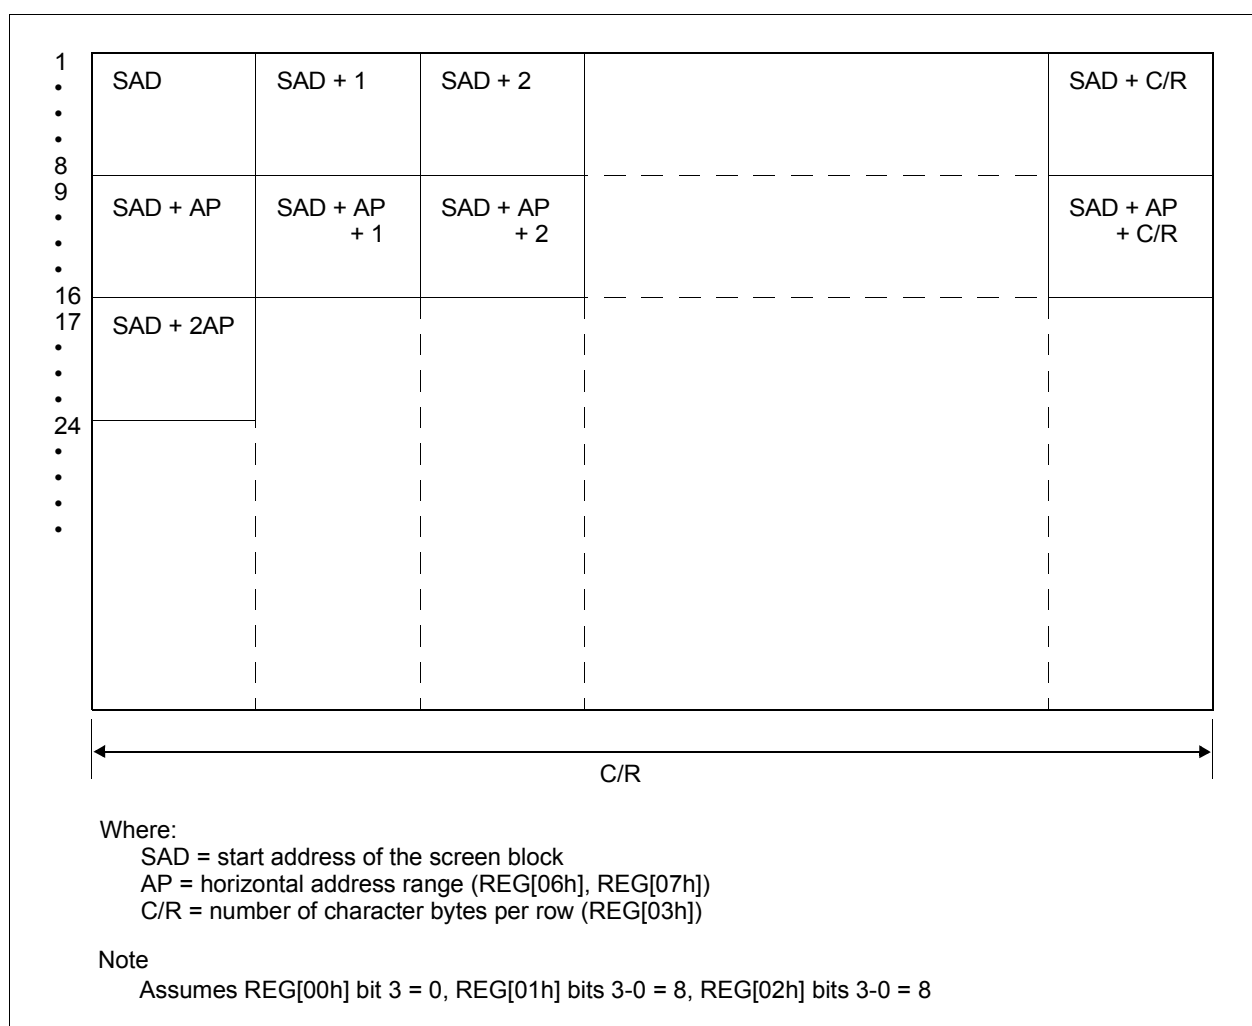 1
SAD SAD + 1 SAD + 2 SAD + C/R
•
•
•
8
9
SAD + AP SAD + AP SAD + AP SAD + AP
+ 1 + 2 + C/R
•
•
•
16
17 SAD + 2AP
•
•
•
24
•
•
•
•
C/R
Where:
SAD = start address of the screen block
AP = horizontal address range (REG[06h], REG[07h])
C/R = number of character bytes per row (REG[03h])
Note
Assumes REG[00h] bit 3 = 0, REG[01h] bits 3-0 = 8, REG[02h] bits 3-0 = 8